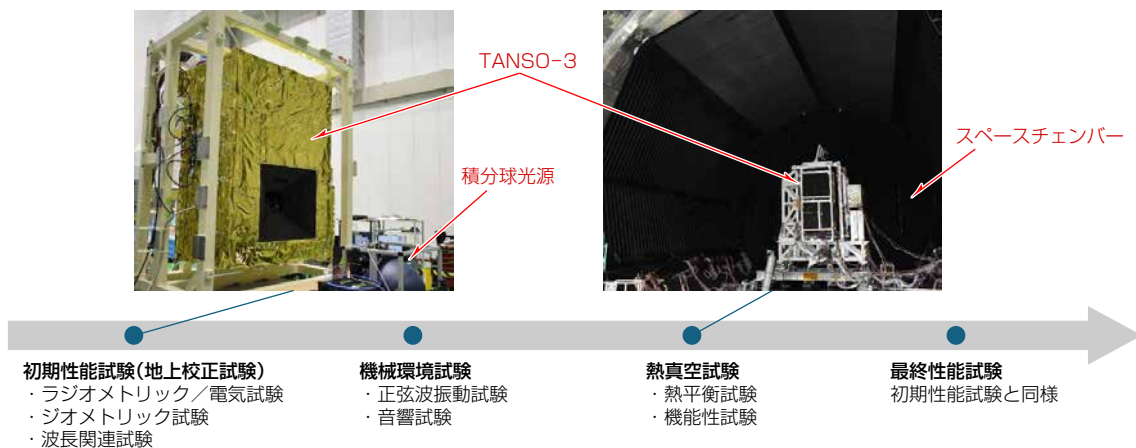 TANSO-3
積分球光源
スペースチェンバー
初期性能試験(地上校正試験)
・ラジオメトリック／電気試験
・ジオメトリック試験
・波長関連試験
機械環境試験
・正弦波振動試験
・音響試験
熱真空試験
・熱平衡試験
・機能性試験
最終性能試験
初期性能試験と同様